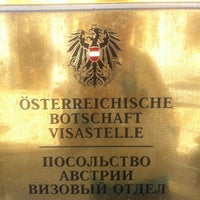 ÖSTERREICHISCHE
BOTSCHAFT
VISASTELLE
ПОСОЛЬСТВО
АВСТРИИ
ВИЗОВЫЙ ОТДЕЛ